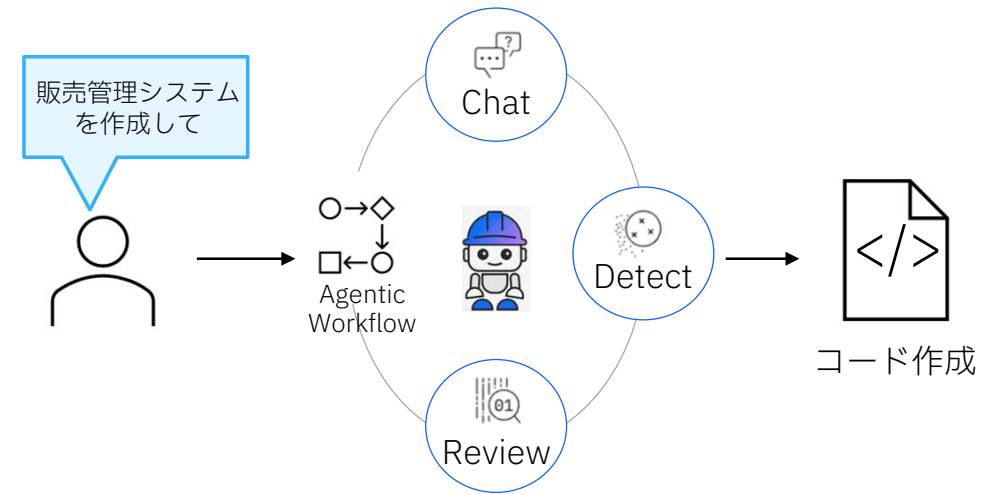 販売管理システム
を作成して
?
Chat
Agentic
Workflow
Detect
01
Review
</>
コード作成